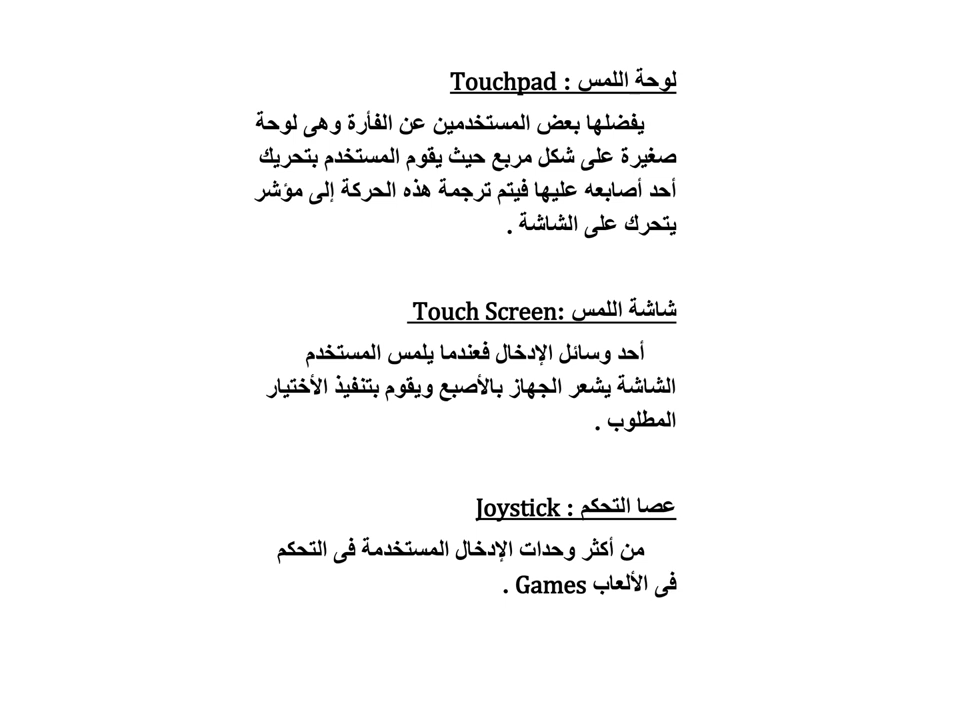 لوحة اللمس : Touchpad
يفضلها بعض المستخدمين عن الفأرة وهى لوحة
صغيرة على شكل مربع حيث يقوم المستخدم بتحريك
أحد أصابعه عليها فيتم ترجمة هذه الحركة إلى مؤشر
يتحرك على الشاشة .
شاشة اللمس :Touch Screen
أحد وسائل الإدخال فعندما يلمس المستخدم
الشاشة يشعر الجهاز بالأصبع ويقوم بتنفيذ الأختيار
المطلوب .
عصا التحكم : Joystick
من أكثر وحدات الإدخال المستخدمة فى التحكم
فى الألعاب Games .